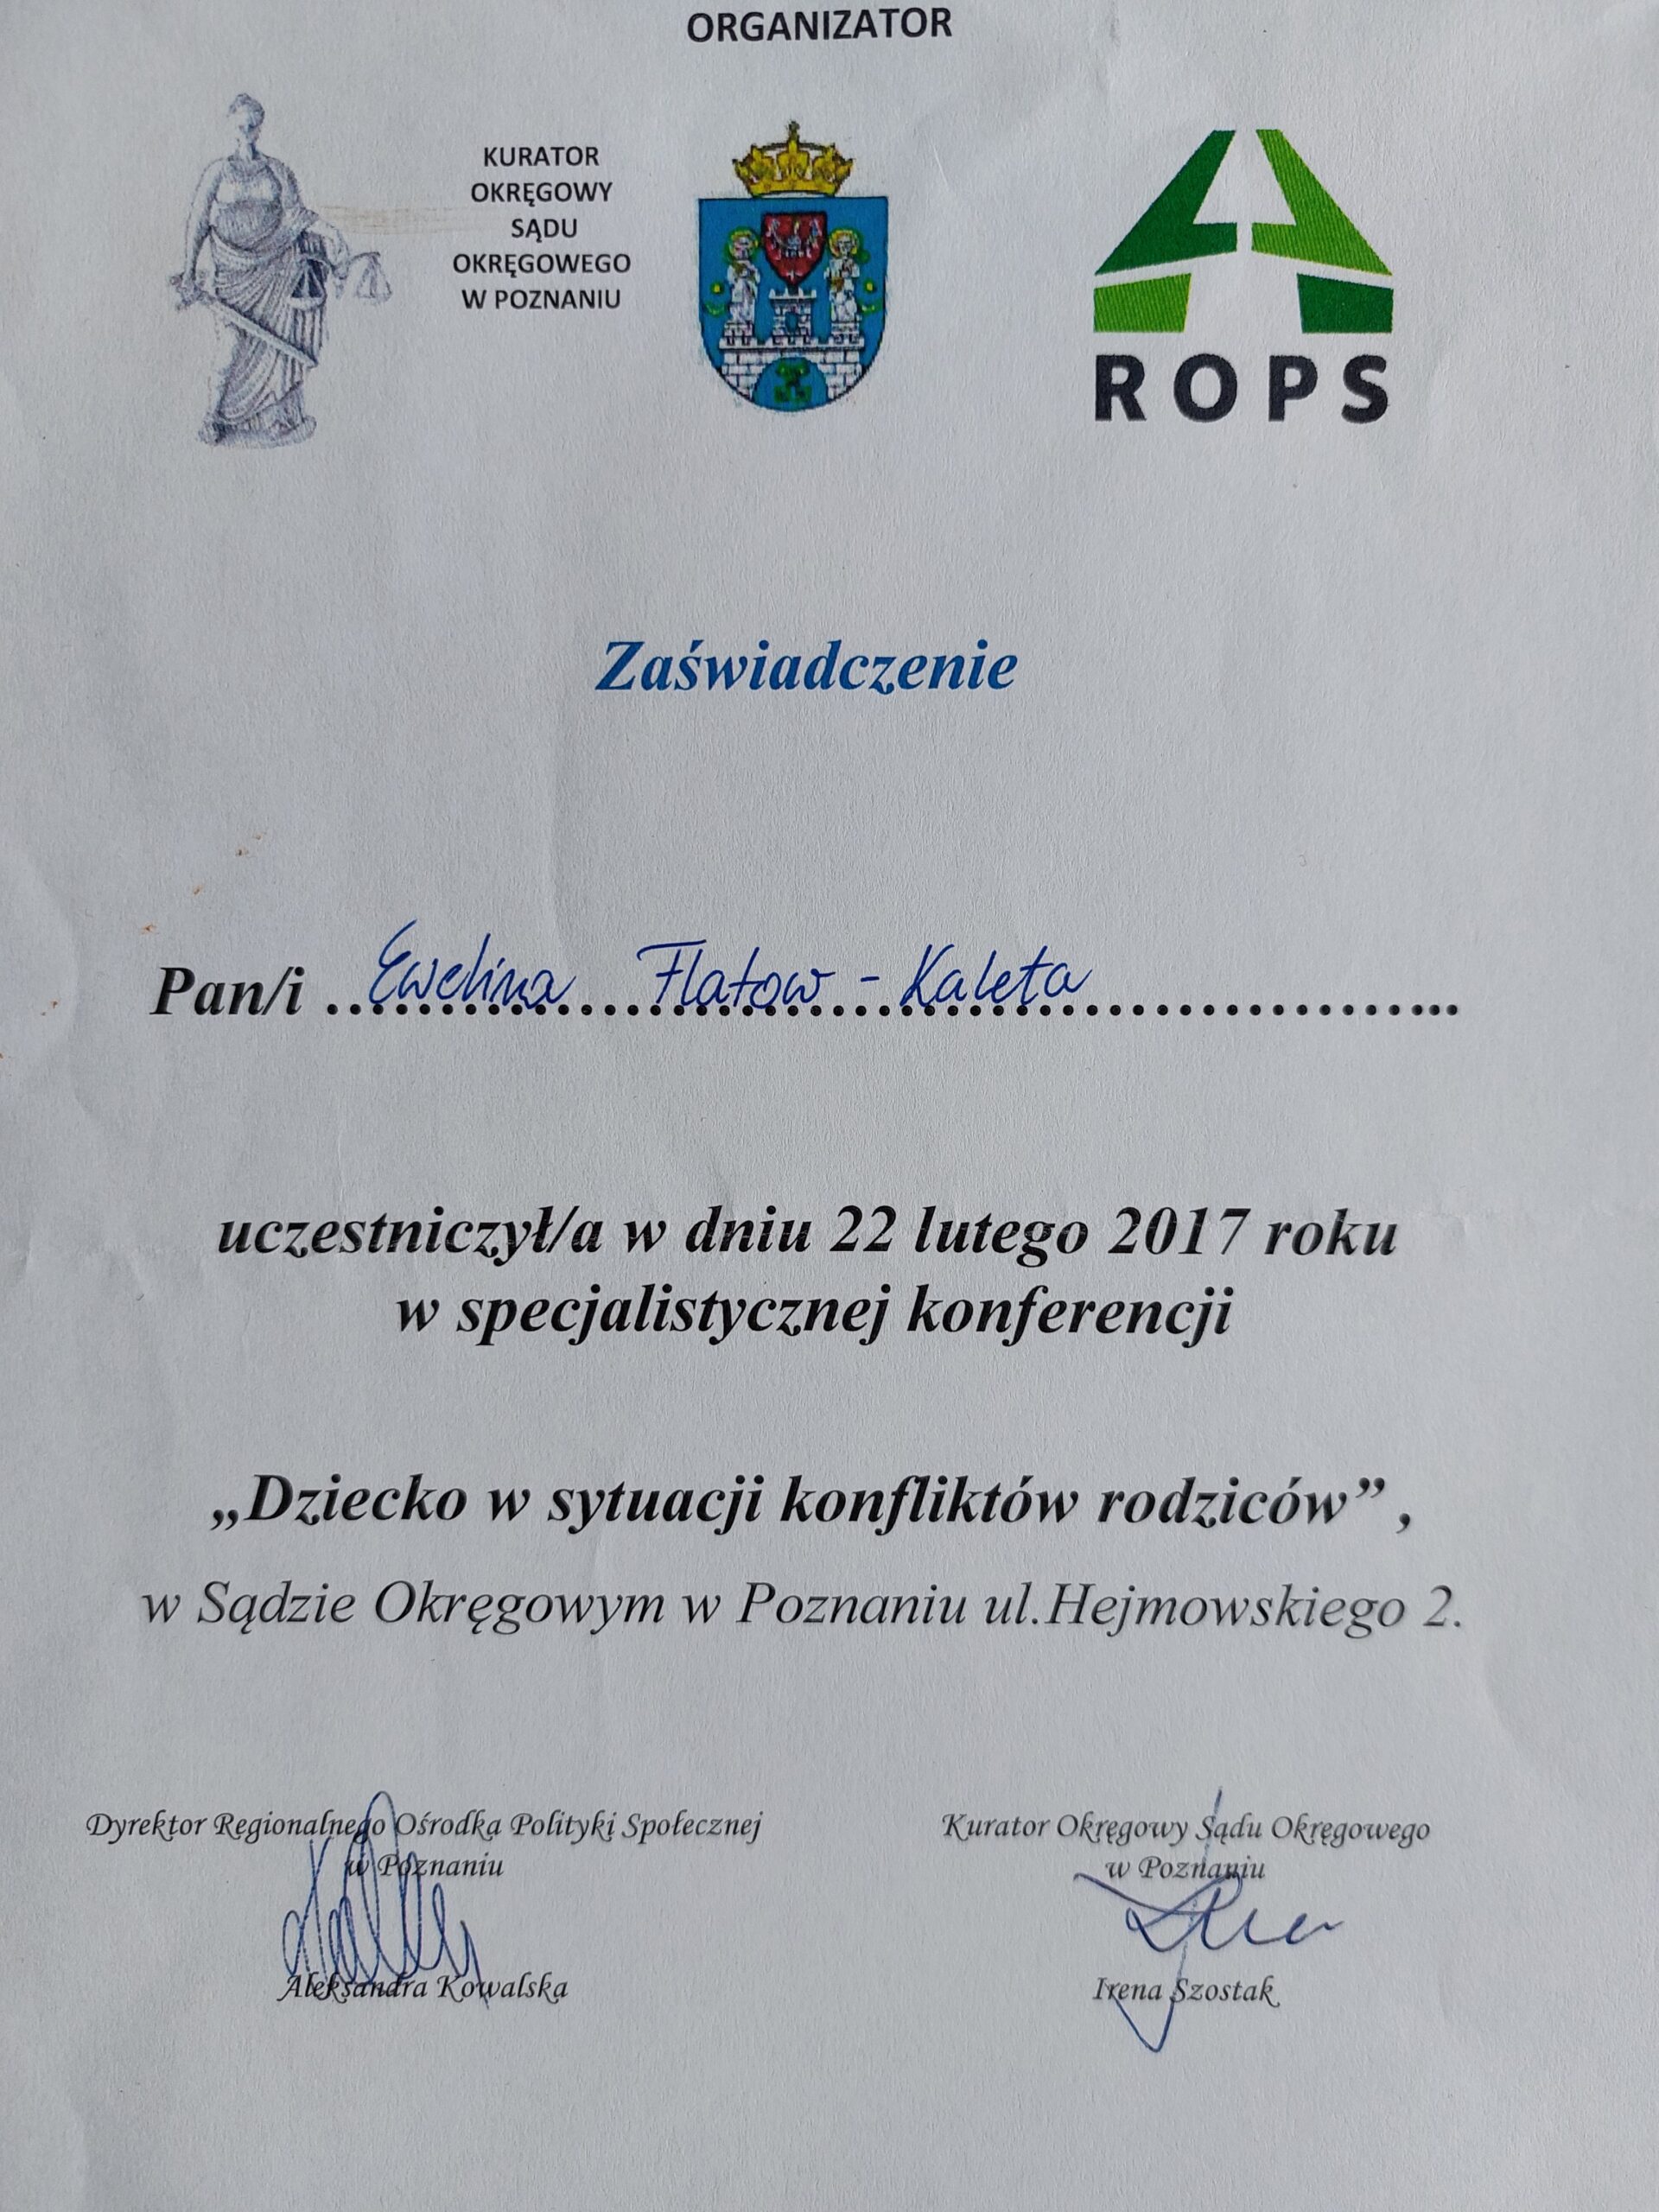 ORGANIZATOR
KURATOR
OKRĘGOWY
SĄDU
OKRĘGOWEGO
W POZNANIU
ROPS
Zaświadczenie
Pan/i Ewelina Flatow - Kaleta
uczestniczył/a w dniu 22 lutego 2017 roku
w specjalistycznej konferencji
„Dziecko w sytuacji konfliktów rodziców” ,
w Sądzie Okręgowym w Poznaniu ul.Hejmowskiego 2.
Dyrektor Regionalnego Ośrodka Polityki Społecznej
w Poznaniu
Aleksandra Kowalska
Kurator Okręgowy Sądu Okręgowego
w Poznaniu
Irena Szostak